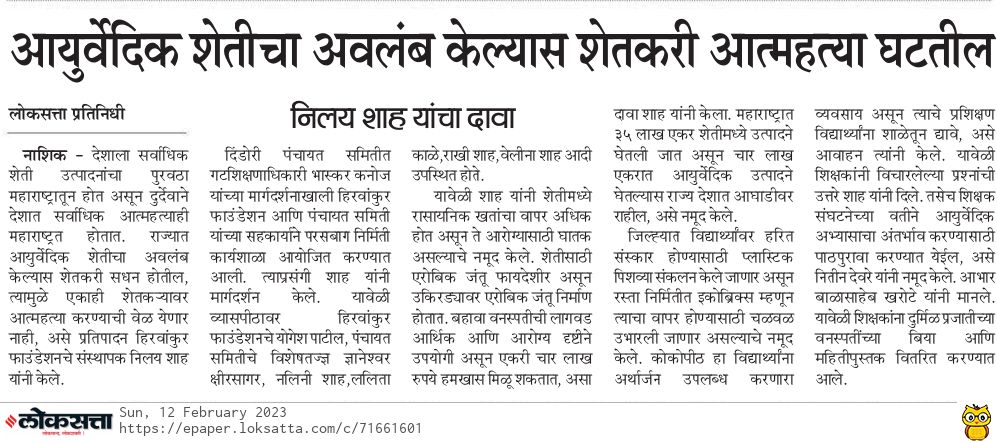 आयुर्वेदिक शेतीचा अवलंब केल्यास शेतकरी आत्महत्या घटतील
लोकसत्ता प्रतिनिधी
निलय शाह यांचा दावा
नाशिक – देशाला सर्वाधिक
शेती उत्पादनांचा पुरवठा
महाराष्ट्रातून होत असून दुर्देवाने
देशात सर्वाधिक आत्महत्याही
महाराष्ट्रत होतात. राज्यात
आयुर्वेदिक शेतीचा अवलंब
केल्यास शेतकरी सधन होतील,
त्यामुळे एकाही शेतकऱ्यावर
आत्महत्या करण्याची वेळ येणार
नाही, असे प्रतिपादन हिरवांकुर
फाउंडेशनचे संस्थापक निलय शाह
यांनी केले.
दिंडोरी पंचायत समितीत
गटशिक्षणाधिकारी भास्कर कनोज
यांच्या मार्गदर्शनाखाली हिरवांकुर
फाउंडेशन आणि पंचायत समिती
यांच्या सहकार्याने परसबाग निर्मिती
कार्यशाळा आयोजित करण्यात
आली. त्याप्रसंगी शाह यांनी
मार्गदर्शन केले. यावेळी
व्यासपीठावर हिरवांकुर
फाउंडेशनचे योगेश पाटील, पंचायत
समितीचे विशेषतज्ज्ञ ज्ञानेश्वर
क्षीरसागर, नलिनी शाह,ललिता
काळे,राखी शाह,वेलीना शाह आदी
उपस्थित होते.
यावेळी शाह यांनी शेतीमध्ये
रासायनिक खतांचा वापर अधिक
होत असून ते आरोग्यासाठी घातक
असल्याचे नमूद केले. शेतीसाठी
एरोबिक जंतू फायदेशीर असून
उकिरड्यावर एरोबिक जंतू निर्माण
होतात. बहावा वनस्पतीची लागवड
आर्थिक आणि आरोग्य दृष्टीने
उपयोगी असून एकरी चार लाख
रुपये हमखास मिळू शकतात, असा
दावा शाह यांनी केला. महाराष्ट्रात
३५ लाख एकर शेतीमध्ये उत्पादने
घेतली जात असून चार लाख
एकरात आयुर्वेदिक उत्पादने
घेतल्यास राज्य देशात आघाडीवर
राहील, असे नमूद केले.
जिल्ह्यात विद्यार्थ्यांवर हरित
संस्कार होण्यासाठी प्लास्टिक
पिशव्या संकलन केले जाणार असून
रस्ता निर्मितीत इकोब्रिक्स म्हणून
त्याचा वापर होण्यासाठी चळवळ
उभारली जाणार असल्याचे नमूद
केले. कोकोपीठ हा विद्यार्थ्यांना
अर्थार्जन उपलब्ध करणारा
व्यवसाय असून त्याचे प्रशिक्षण
विद्यार्थ्यांना शाळेतून द्यावे, असे
आवाहन त्यांनी केले. यावेळी
शिक्षकांनी विचारलेल्या प्रश्नांची
उत्तरे शाह यांनी दिले. तसेच शिक्षक
संघटनेच्या वतीने आयुर्वेदिक
अभ्यासाचा अंतर्भाव करण्यासाठी
पाठपुरावा करण्यात येईल, असे
नितीन देवरे यांनी नमूद केले. आभार
बाळासाहेब खरोटे यांनी मानले.
यावेळी शिक्षकांना दुर्मिळ प्रजातीच्या
वनस्पतींच्या बिया आणि
माहितीपुस्तक वितरित करण्यात
आले.
लोकसत्ता Sun, 12 February 2023
https://epaper.loksatta.com/c/71661601